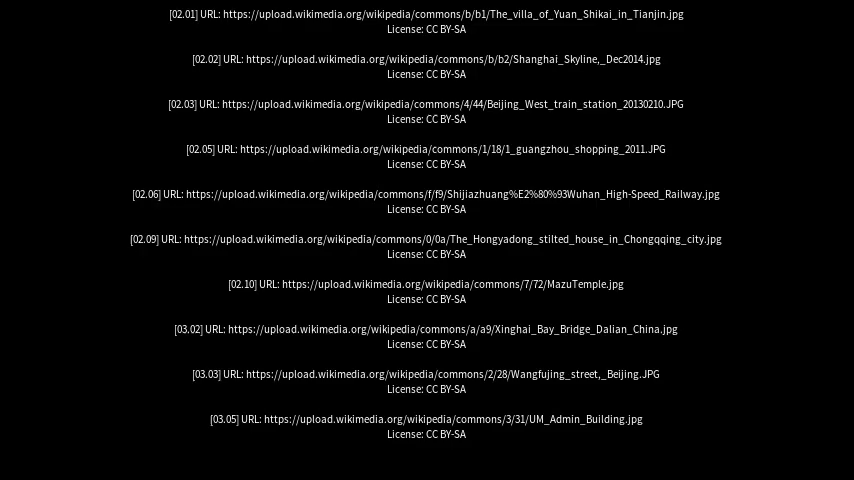 [02.01] URL: https://upload.wikimedia.org/wikipedia/commons/b/b1/The_villa_of_Yuan_Shikai_in_Tianjin.jpg
License: CC BY-SA
[02.02] URL: https://upload.wikimedia.org/wikipedia/commons/b/b2/Shanghai_Skyline,_Dec2014.jpg
License: CC BY-SA
[02.03] URL: https://upload.wikimedia.org/wikipedia/commons/4/44/Beijing_West_train_station_20130210.JPG
License: CC BY-SA
[02.05] URL: https://upload.wikimedia.org/wikipedia/commons/1/18/1_guangzhou_shopping_2011.JPG
License: CC BY-SA
[02.06] URL: https://upload.wikimedia.org/wikipedia/commons/f/f9/Shijiazhuang%E2%80%93Wuhan_High-Speed_Railway.jpg
License: CC BY-SA
[02.09] URL: https://upload.wikimedia.org/wikipedia/commons/0/0a/The_Hongyadong_stilted_house_in_Chongqqing_city.jpg
License: CC BY-SA
[02.10] URL: https://upload.wikimedia.org/wikipedia/commons/7/72/MazuTemple.jpg
License: CC BY-SA
[03.02] URL: https://upload.wikimedia.org/wikipedia/commons/a/a9/Xinghai_Bay_Bridge_Dalian_China.jpg
License: CC BY-SA
[03.03] URL: https://upload.wikimedia.org/wikipedia/commons/2/28/Wangfujing_street,_Beijing.JPG
License: CC BY-SA
[03.05] URL: https://upload.wikimedia.org/wikipedia/commons/3/31/UM_Admin_Building.jpg
License: CC BY-SA